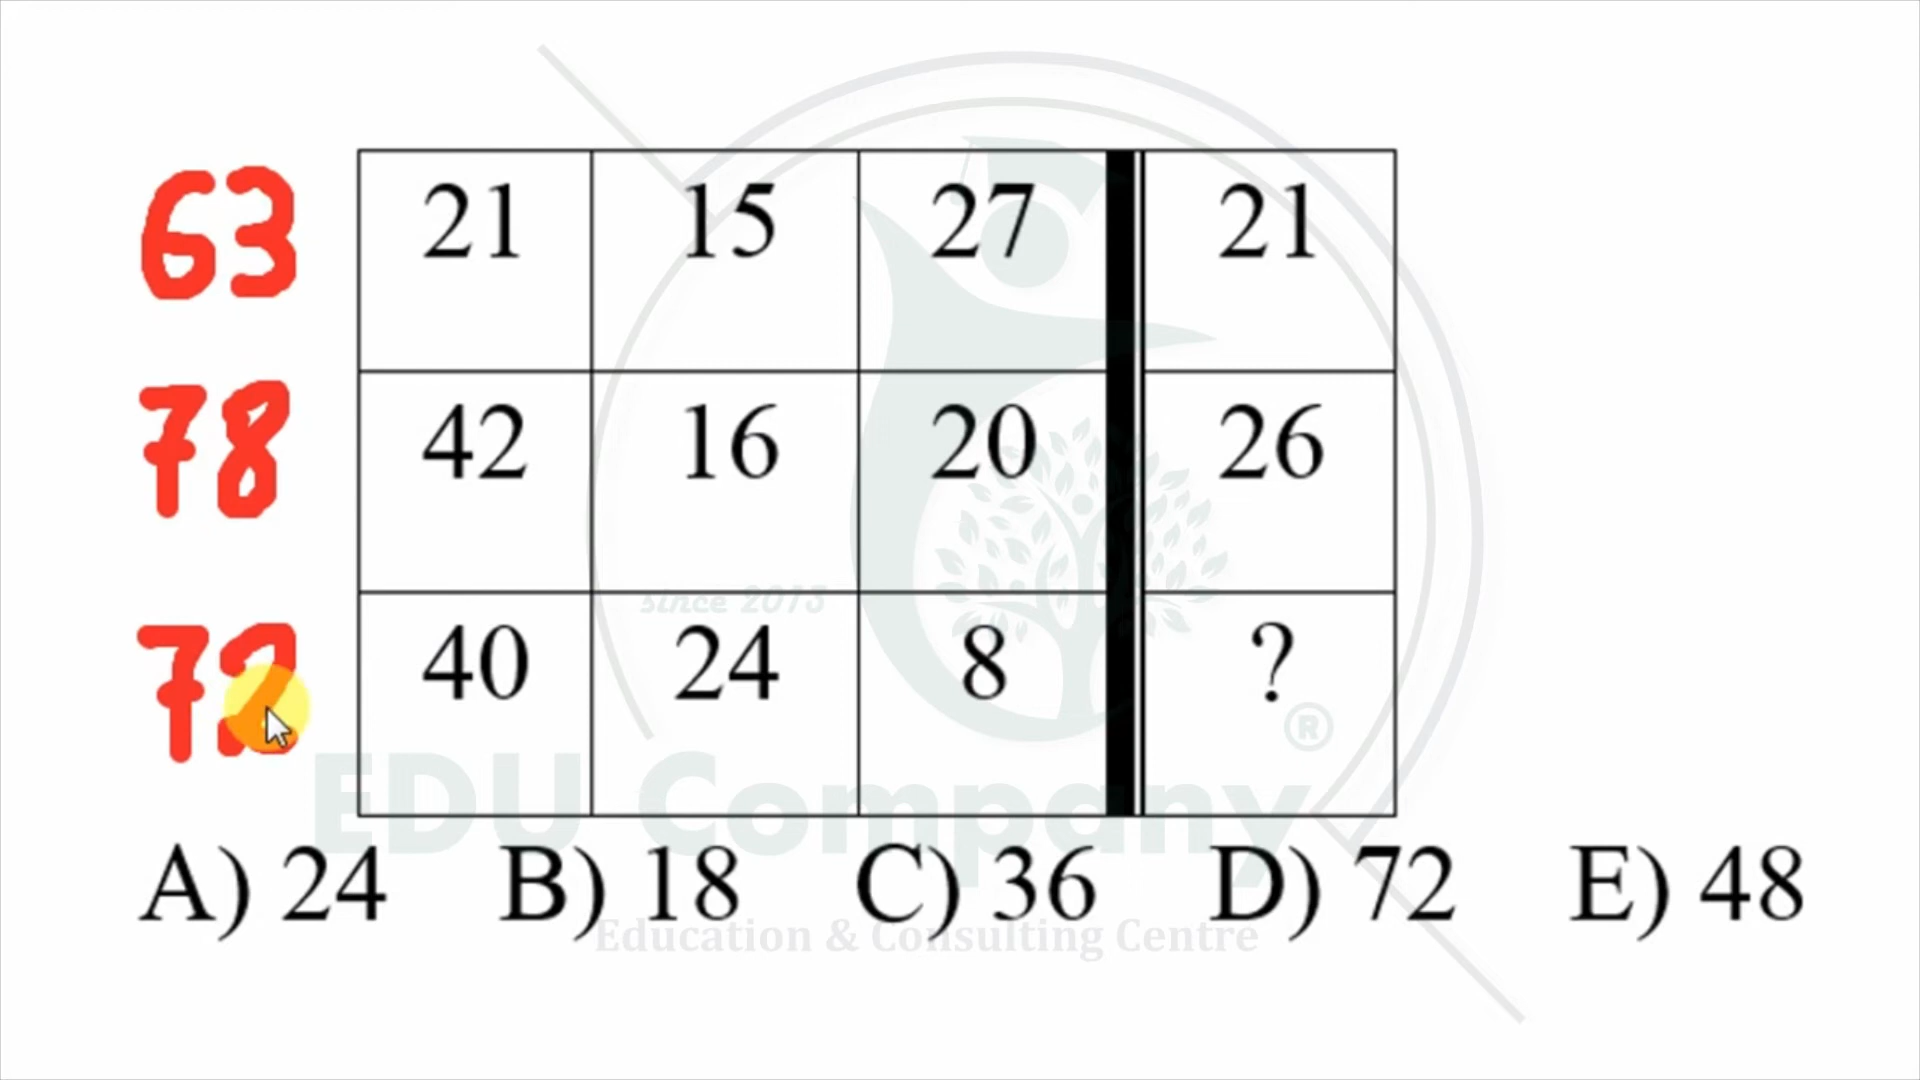 63 21 15 27 21
78 42 16 20 26
since 2015
72 40 24 8 ?
®
EDU Company
A) 24 B) 18 C) 36 D) 72 E) 48
Education & Consulting Centre